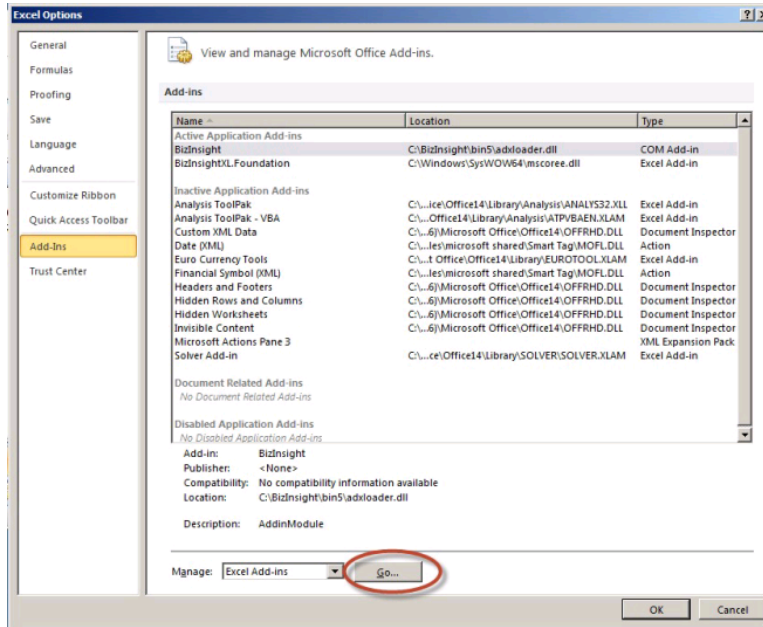 Excel Options
General
Formulas
Proofing
Save
Language
Advanced
Customize Ribbon
Quick Access Toolbar
Add-Ins
Trust Center
View and manage Microsoft Office Add-ins.
Add-ins
Name Location Type
Active Application Add-ins
BizInsight C:\BizInsight\bin5\adxloader.dll COM Add-in
BizInsightXL.Foundation C:\Windows\SysWOW64\mscoree.dll Excel Add-in
Inactive Application Add-ins
Analysis ToolPak C:\...ice\Office14\Library\Analysis\ANALYS32.XLL Excel Add-in
Analysis ToolPak - VBA C:\...Office14\Library\Analysis\ATPVBAEN.XLAM Excel Add-in
Custom XML Data C:\...6)\Microsoft Office\Office14\OFFRHD.DLL Document Inspector
Date (XML) C:\...les\microsoft shared\Smart Tag\MOFL.DLL Action
Euro Currency Tools C:\...t Office\Office14\Library\EUROTOOL.XLAM Excel Add-in
Financial Symbol (XML) C:\...les\microsoft shared\Smart Tag\MOFL.DLL Action
Headers and Footers C:\...6)\Microsoft Office\Office14\OFFRHD.DLL Document Inspector
Hidden Rows and Columns C:\...6)\Microsoft Office\Office14\OFFRHD.DLL Document Inspector
Hidden Worksheets C:\...6)\Microsoft Office\Office14\OFFRHD.DLL Document Inspector
Invisible Content C:\...6)\Microsoft Office\Office14\OFFRHD.DLL Document Inspector
Microsoft Actions Pane 3 XML Expansion Pack
Solver Add-in C:\...ce\Office14\Library\SOLVER\SOLVER.XLAM Excel Add-in
Document Related Add-ins
No Document Related Add-ins
Disabled Application Add-ins
No Disabled Application Add-ins
Add-in: BizInsight
Publisher: <None>
Compatibility: No compatibility information available
Location: C:\BizInsight\bin5\adxloader.dll
Description: AddinModule
Manage: Excel Add-ins Go...
OK Cancel